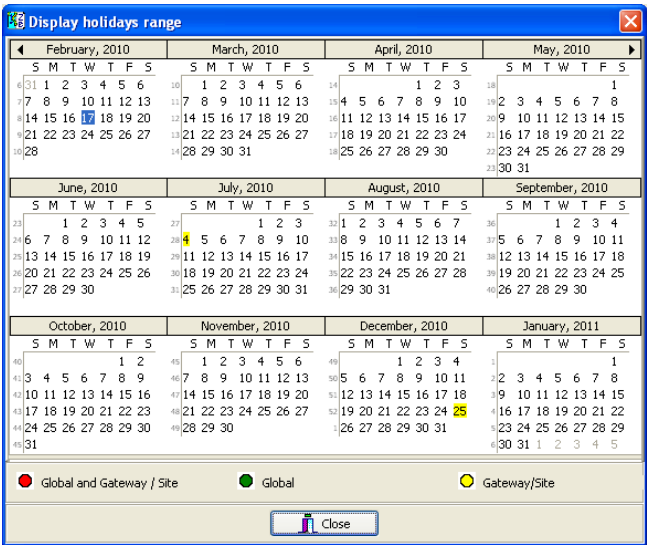 Display holidays range
February, 2010
S M T W T F S
6 31 1 2 3 4 5 6
7 7 8 9 10 11 12 13
8 14 15 16 17 18 19 20
9 21 22 23 24 25 26 27
10 28
March, 2010
S M T W T F S
10 1 2 3 4 5 6
11 7 8 9 10 11 12 13
12 14 15 16 17 18 19 20
13 21 22 23 24 25 26 27
14 28 29 30 31
April, 2010
S M T W T F S
14 1 2 3
15 4 5 6 7 8 9 10
16 11 12 13 14 15 16 17
17 18 19 20 21 22 23 24
18 25 26 27 28 29 30
May, 2010
S M T W T F S
18 1
19 2 3 4 5 6 7 8
20 9 10 11 12 13 14 15
21 16 17 18 19 20 21 22
22 23 24 25 26 27 28 29
23 30 31
June, 2010
S M T W T F S
23 1 2 3 4 5
24 6 7 8 9 10 11 12
25 13 14 15 16 17 18 19
26 20 21 22 23 24 25 26
27 27 28 29 30
July, 2010
S M T W T F S
27 1 2 3
28 4 5 6 7 8 9 10
29 11 12 13 14 15 16 17
30 18 19 20 21 22 23 24
31 25 26 27 28 29 30 31
August, 2010
S M T W T F S
32 1 2 3 4 5 6 7
33 8 9 10 11 12 13 14
34 15 16 17 18 19 20 21
35 22 23 24 25 26 27 28
36 29 30 31
September, 2010
S M T W T F S
36 1 2 3 4
37 5 6 7 8 9 10 11
38 12 13 14 15 16 17 18
39 19 20 21 22 23 24 25
40 26 27 28 29 30
October, 2010
S M T W T F S
40 1 2
41 3 4 5 6 7 8 9
42 10 11 12 13 14 15 16
43 17 18 19 20 21 22 23
44 24 25 26 27 28 29 30
45 31
November, 2010
S M T W T F S
45 1 2 3 4 5 6
46 7 8 9 10 11 12 13
47 14 15 16 17 18 19 20
48 21 22 23 24 25 26 27
49 28 29 30
December, 2010
S M T W T F S
49 1 2 3 4
50 5 6 7 8 9 10 11
51 12 13 14 15 16 17 18
52 19 20 21 22 23 24 25
1 26 27 28 29 30 31
January, 2011
S M T W T F S
1 1
2 2 3 4 5 6 7 8
3 9 10 11 12 13 14 15
4 16 17 18 19 20 21 22
5 23 24 25 26 27 28 29
6 30 31 1 2 3 4 5
Global and Gateway / Site
Global
Gateway/Site
Close